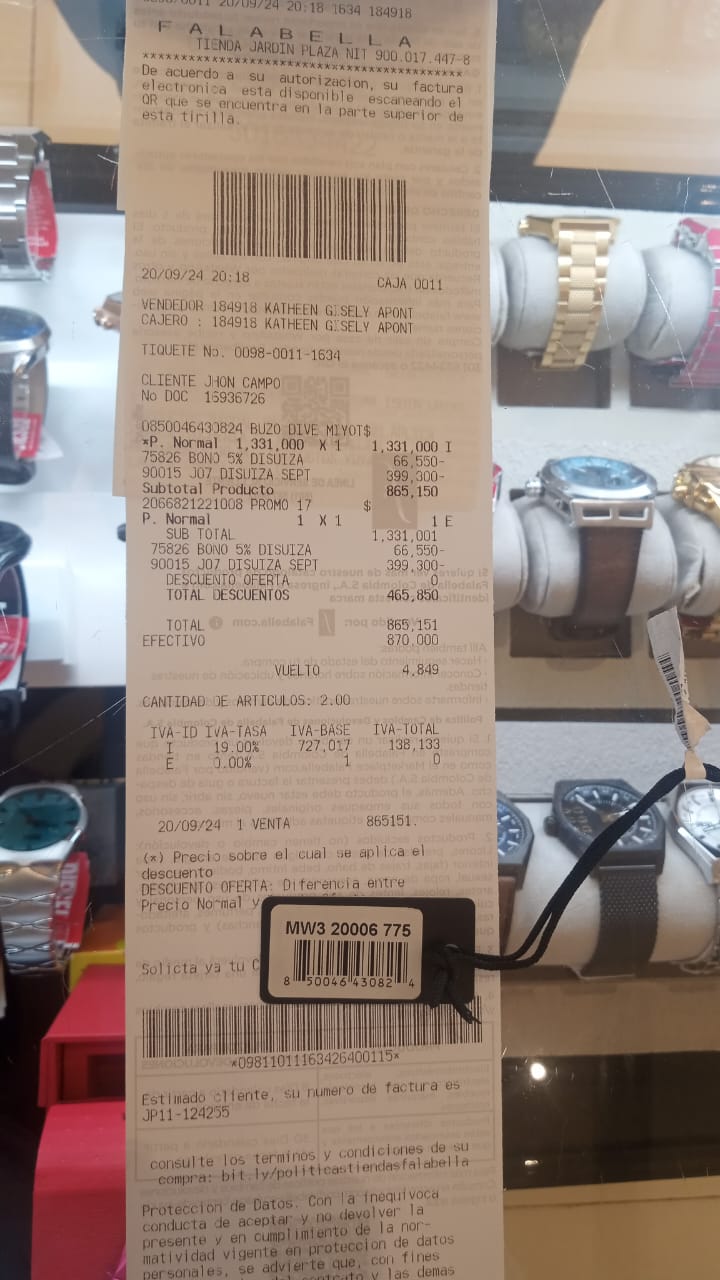 20/09/24 20:18 1634 184918
FALABELLA
TIENDA JARDIN PLAZA NIT 900.017.447-8
****************************************
De acuerdo a su autorizacion, su factura
electronica esta disponible escaneando el
QR que se encuentra en la parte superior de
esta tirilla.
20/09/24 20:18 CAJA 0011
VENDEDOR 184918 KATHEEN GISELY APONT
CAJERO : 184918 KATHEEN GISELY APONT
TIQUETE No. 0098-0011-1634
CLIENTE JHON CAMPO
No DOC 16936726
0850046430824 BUZO DIVE MIYOT$
*P. Normal 1,331,000 X 1 1,331,000 I
75826 BONO 5% DISUIZA 66,550-
90015 J07 DISUIZA SEPT 399,300-
Subtotal Producto 865,150
2066821221008 PROMO 17 $
P. Normal 1 X 1 1 E
SUB TOTAL 1,331,001
75826 BONO 5% DISUIZA 66,550-
90015 J07 DISUIZA SEPT 399,300-
DESCUENTO OFERTA 0
TOTAL DESCUENTOS 465,850
TOTAL 865,151
EFECTIVO 870,000
VUELTO 4,849
CANTIDAD DE ARTICULOS: 2.00
IVA-ID IVA-TASA IVA-BASE IVA-TOTAL
I 19.00% 727,017 138,133
E 0.00% 1 0
20/09/24 1 VENTA 865151.
(*) Precio sobre el cual se aplica el
descuento
DESCUENTO OFERTA: Diferencia entre
Precio Normal y
MW3 20006 775
8 50046 43082 4
Solicta ya tu C
*09811011163426400115*
Estimado cliente, su numero de factura es
JP11-124255
consulte los terminos y condiciones de su
compra: bit.ly/politicastiendasfalabella
Proteccion de Datos. Con la inequivoca
conducta de aceptar y no devolver la
presente y en cumplimiento de la nor-
matividad vigente en proteccion de datos
personales, se advierte que, con fines
contrato y las demas